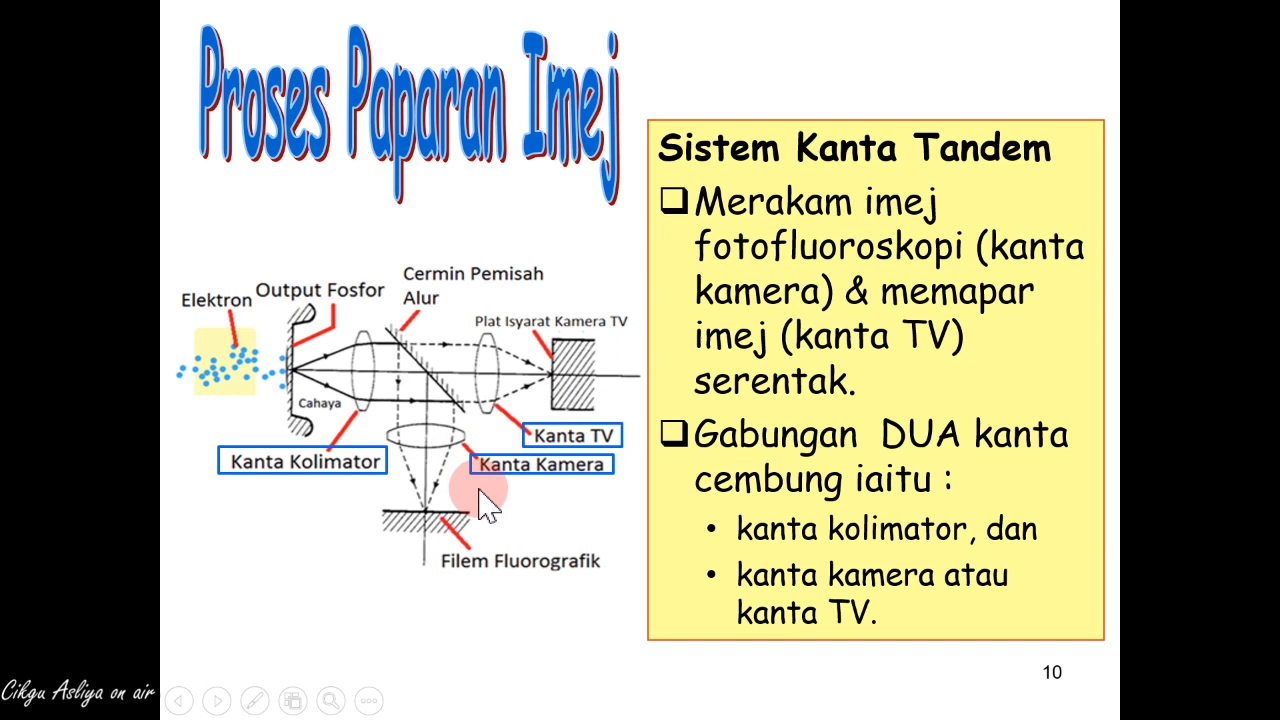 Proses Paparan Imej
Sistem Kanta Tandem
Merakam imej
fotofluoroskopi (kanta
kamera) & memapar
imej (kanta TV)
serentak.
Gabungan DUA kanta
cembung iaitu :
• kanta kolimator, dan
• kanta kamera atau
kanta TV.
Cermin Pemisah
Alur
Output Fosfor
Elektron
Plat Isyarat Kamera TV
Cahaya
Kanta TV
Kanta Kolimator
Kanta Kamera
Filem Fluorografik
10
Cikgu Asliya on air